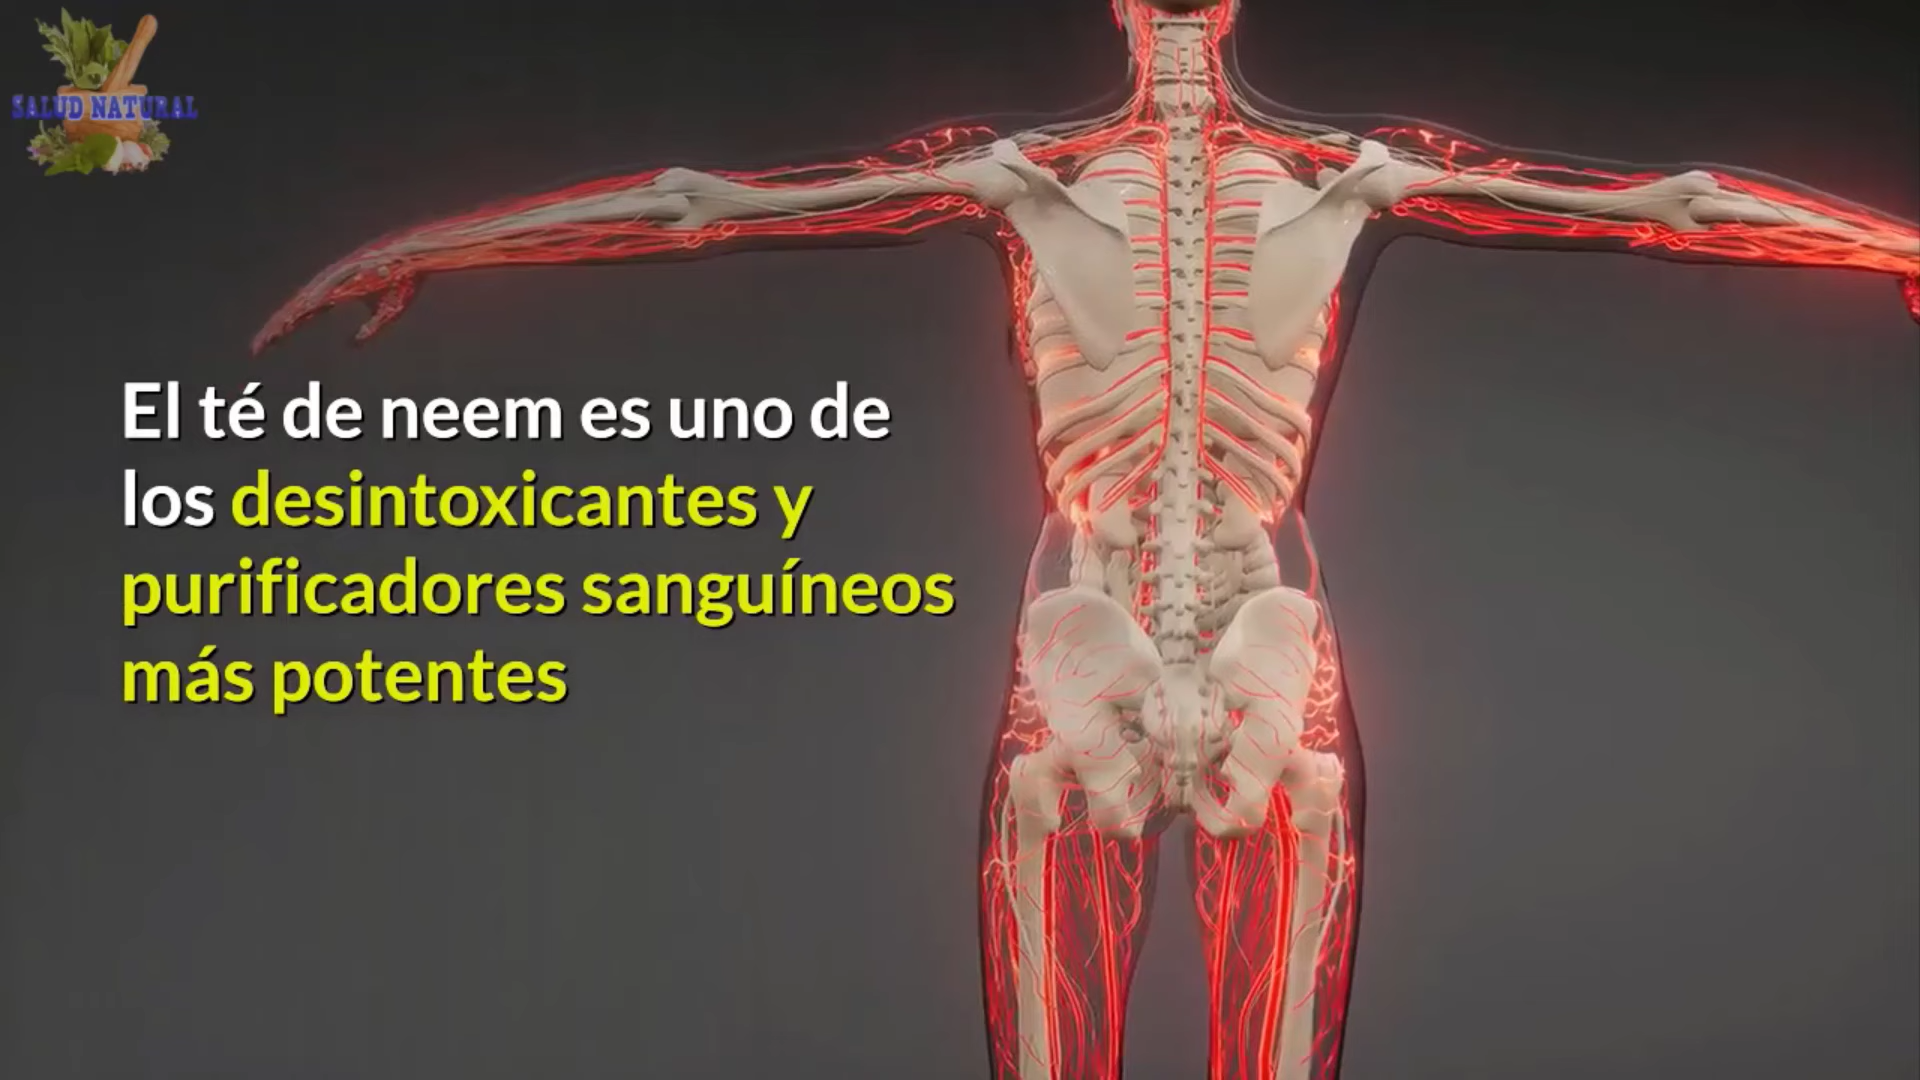 SALUD NATURAL
El té de neem es uno de
los desintoxicantes y
purificadores sanguíneos
más potentes